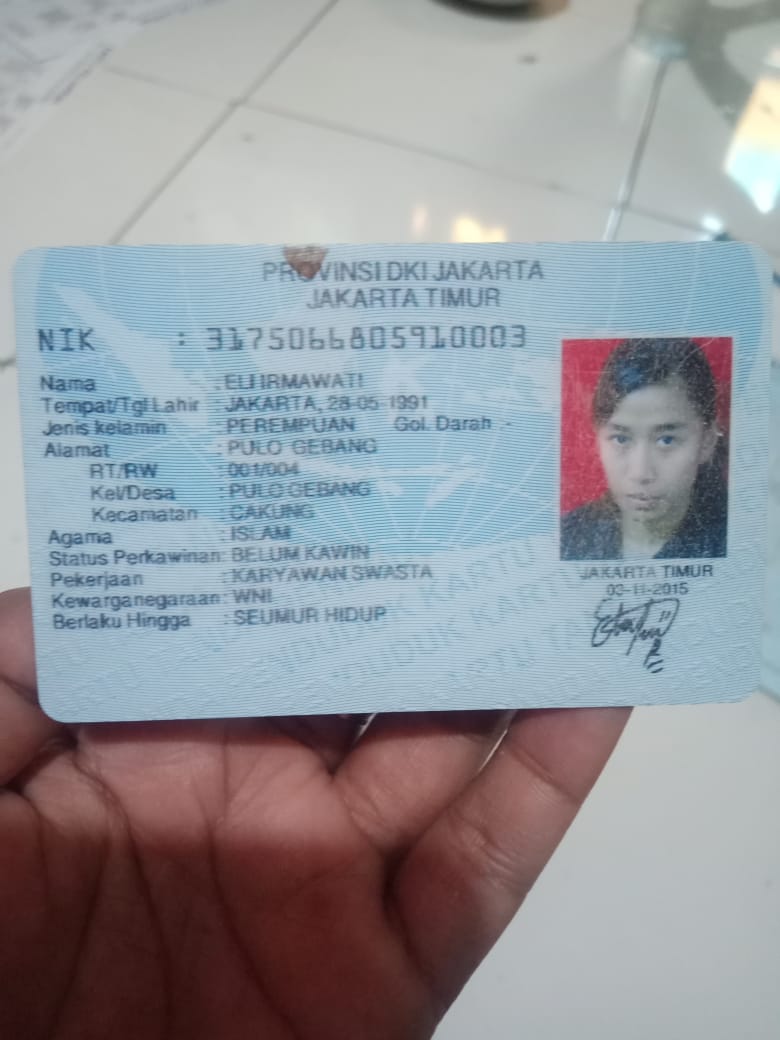 PROVINSI DKI JAKARTA
JAKARTA TIMUR
NIK : 3175066805910003
Nama : ELI IRMAWATI
Tempat/Tgl Lahir : JAKARTA, 28-05-1991
Jenis kelamin : PEREMPUAN Gol. Darah :-
Alamat : PULO GEBANG
RT/RW : 001/004
Kel/Desa : PULO GEBANG
Kecamatan : CAKUNG
Agama : ISLAM
Status Perkawinan: BELUM KAWIN
Pekerjaan : KARYAWAN SWASTA
Kewarganegaraan: WNI
Berlaku Hingga : SEUMUR HIDUP
JAKARTA TIMUR
03-11-2015